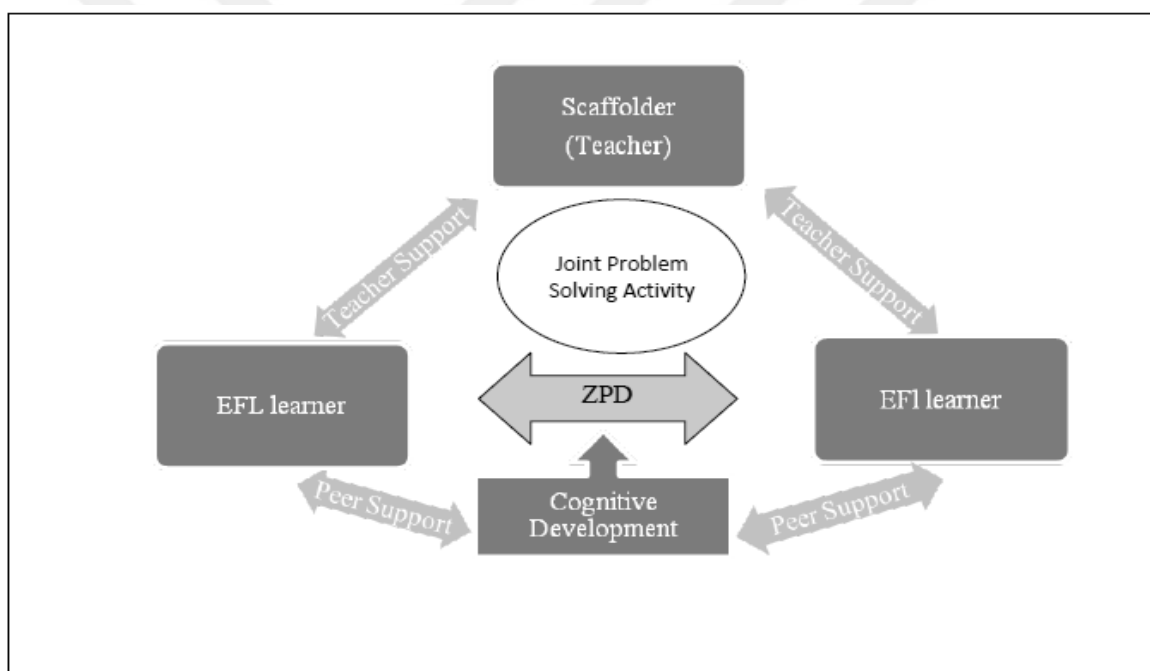 Scaffolder
(Teacher)
Teacher Support
Teacher Support
Joint Problem
Solving Activity
EFL learner
ZPD
EFl learner
Peer Support
Cognitive
Development
Peer Support